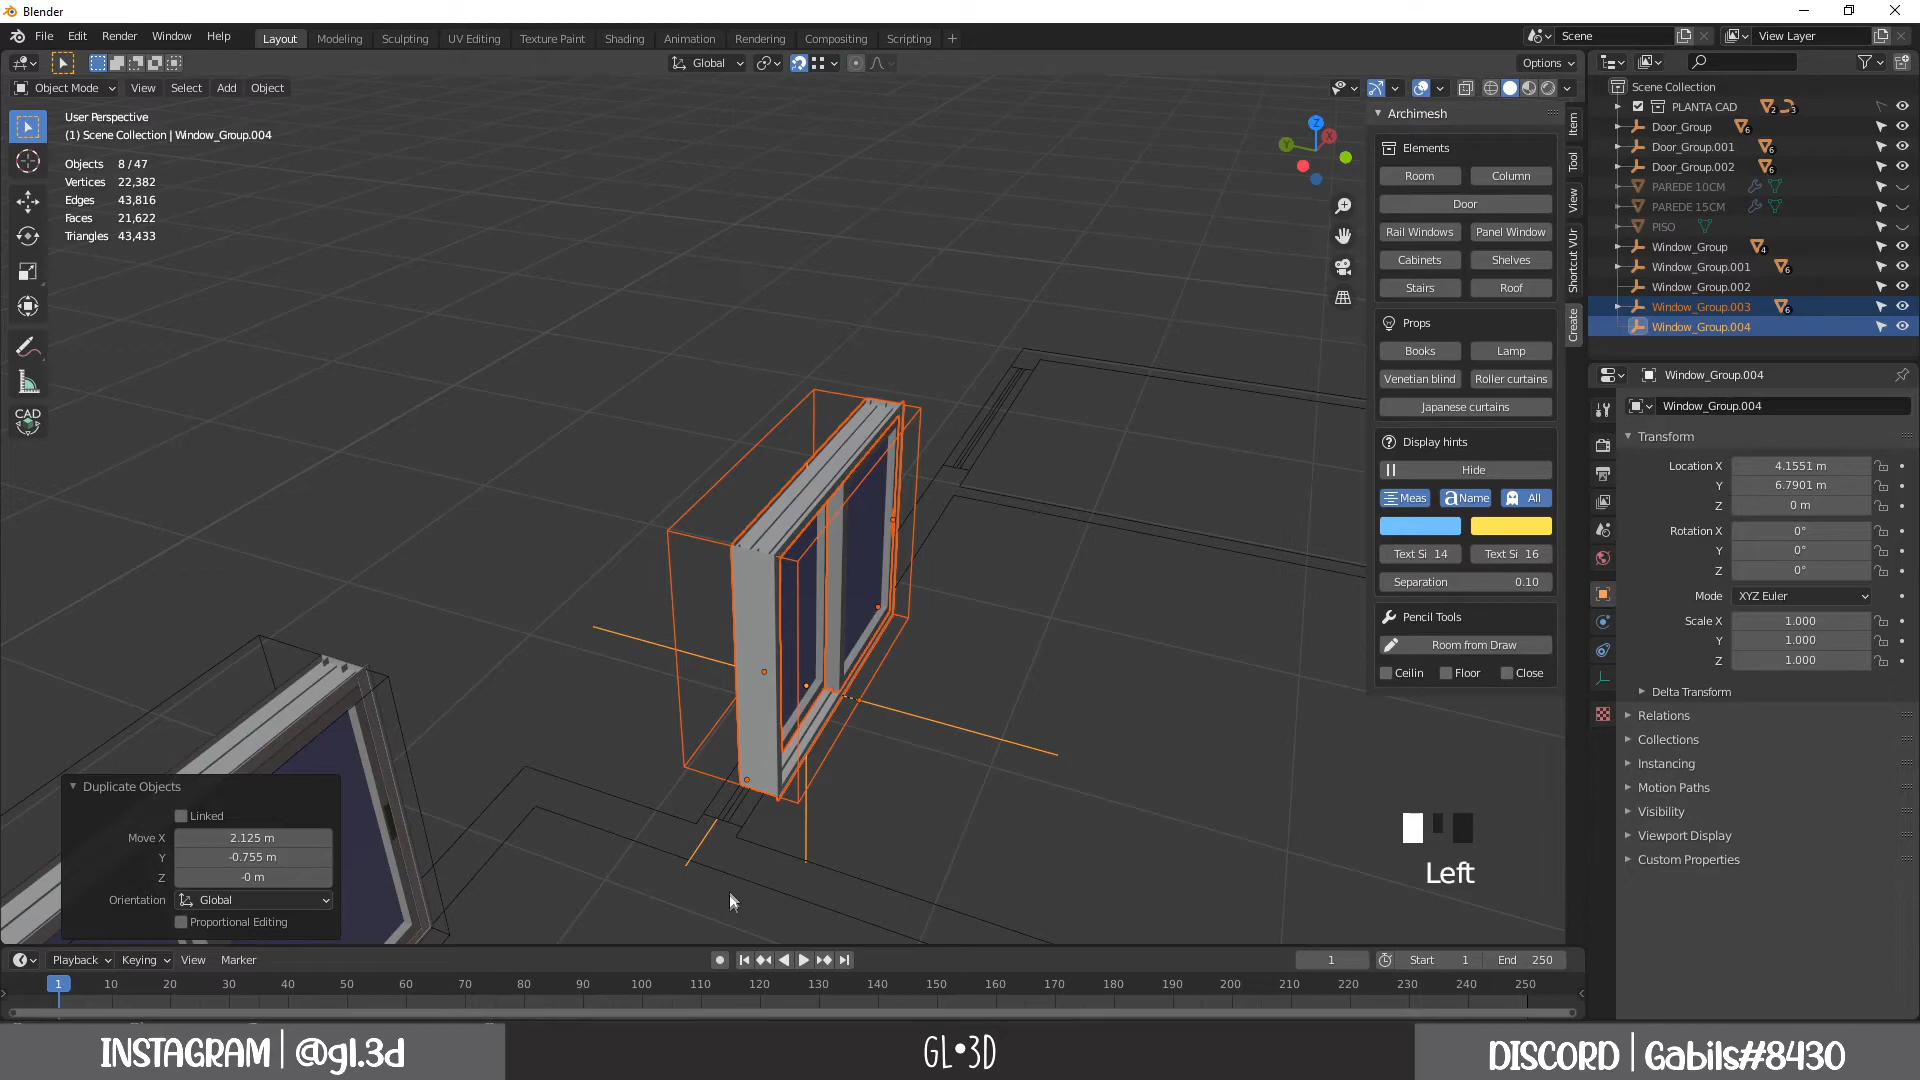 Blender
File Edit Render Window Help
Layout Modeling Sculpting UV Editing Texture Paint Shading Animation Rendering Compositing Scripting +
Scene View Layer
Global Options
Object Mode View Select Add Object
User Perspective
(1) Scene Collection | Window_Group.004
Objects 8 / 47
Vertices 22,382
Edges 43,816
Faces 21,622
Triangles 43,433
CAD
Z
X
Y
Archimesh
Elements
Room Column
Door
Rail Windows Panel Window
Cabinets Shelves
Stairs Roof
Props
Books Lamp
Venetian blind Roller curtains
Japanese curtains
Display hints
Hide
Meas Name All
Text Si 14 Text Si 16
Separation 0.10
Pencil Tools
Room from Draw
Ceilin Floor Close
Item
Tool
View
Shortcut VUr
Create
Scene Collection
PLANTA CAD 2 3
Door_Group 6
Door_Group.001 6
Door_Group.002 6
PAREDE 10CM
PAREDE 15CM
PISO
Window_Group 4
Window_Group.001 6
Window_Group.002
Window_Group.003 6
Window_Group.004
Window_Group.004
Window_Group.004
Transform
Location X 4.1551 m
Y 6.7901 m
Z 0 m
Rotation X 0°
Y 0°
Z 0°
Mode XYZ Euler
Scale X 1.000
Y 1.000
Z 1.000
Delta Transform
Relations
Collections
Instancing
Motion Paths
Visibility
Viewport Display
Custom Properties
Duplicate Objects
Linked
Move X 2.125 m
Y -0.755 m
Z -0 m
Orientation Global
Proportional Editing
Left
Playback Keying View Marker
1 Start 1 End 250
1 10 20 30 40 50 60 70 80 90 100 110 120 130 140 150 160 170 180 190 200 210 220 230 240 250
INSTAGRAM | @gl.3d GL•3D DISCORD | Gabils#8430